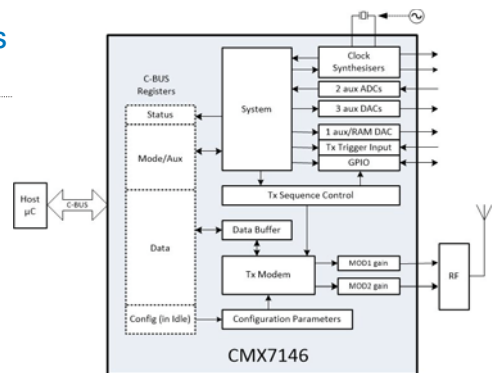 s
C-BUS
Registers
Status
Mode/Aux
Data
Config (in Idle)
Host
µC
C-BUS
System
Clock
Synthesisers
2 aux ADCs
3 aux DACs
1 aux/RAM DAC
Tx Trigger Input
GPIO
Tx Sequence Control
Data Buffer
Tx Modem
MOD1 gain
MOD2 gain
RF
Configuration Parameters
CMX7146